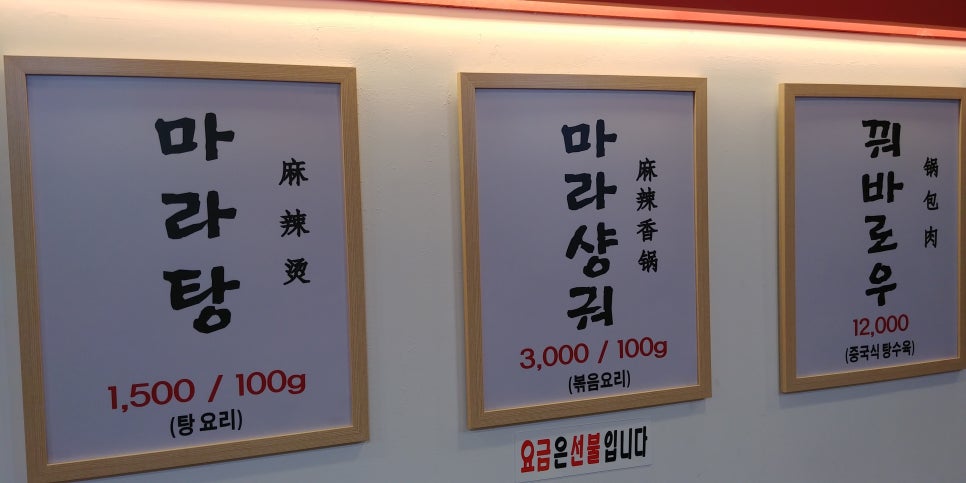 마라탕
麻辣烫
1,500 / 100g
(탕 요리)
마라샹궈
麻辣香锅
3,000 / 100g
(볶음요리)
꿔바로우
锅包肉
12,000
(중국식 탕수육)
요금은 선불입니다